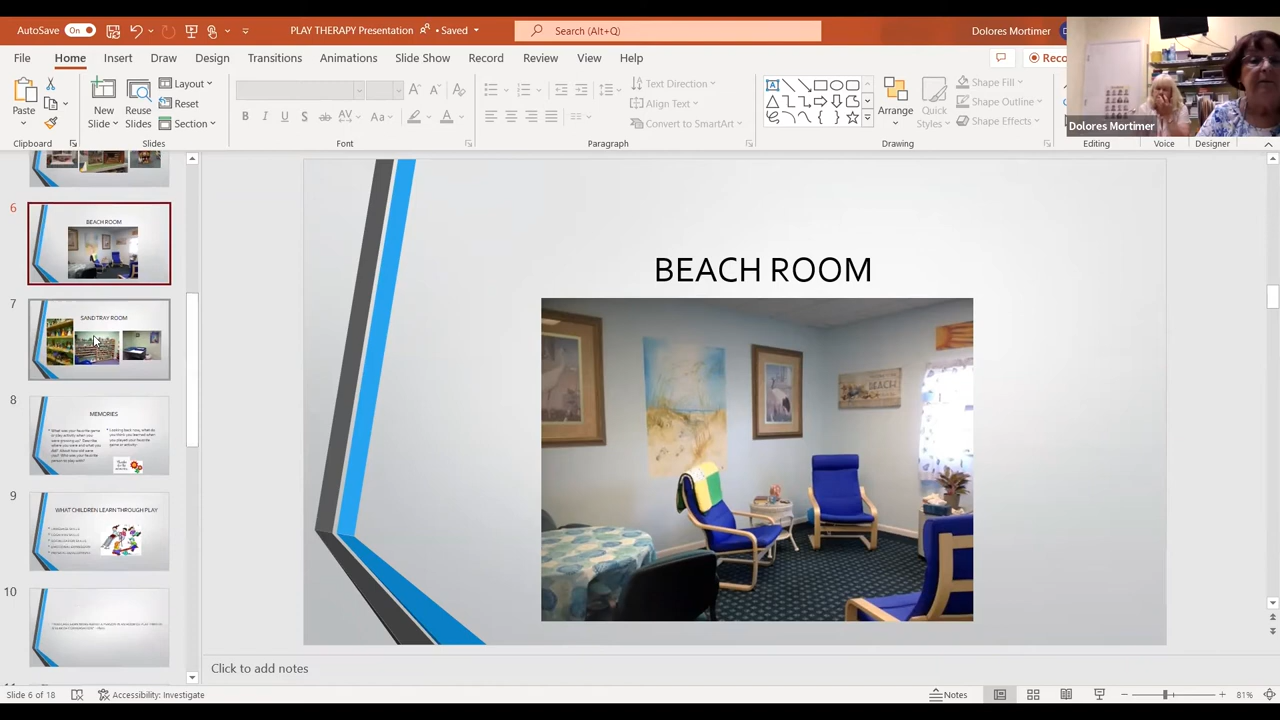 AutoSave On
PLAY THERAPY Presentation • Saved
Search (Alt+Q)
Dolores Mortimer
File Home Insert Draw Design Transitions Animations Slide Show Record Review View Help
Paste
Clipboard
New Slide
Reuse Slides
Layout
Reset
Section
Slides
Font
Text Direction
Align Text
Convert to SmartArt
Paragraph
Arrange
Quick Styles
Shape Fill
Shape Outline
Shape Effects
Drawing
Editing
Voice
Designer
Dolores Mortimer
6
BEACH ROOM
7
SAND TRAY ROOM
8
MEMORIES
9
WHAT CHILDREN LEARN THROUGH PLAY
10
BEACH ROOM
BEACH
Click to add notes
Slide 6 of 18
Accessibility: Investigate
Notes
81%